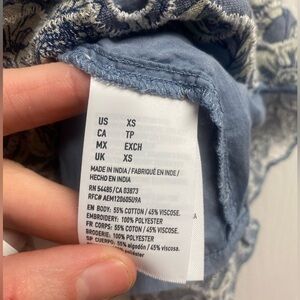 US XS
CA TP
MX EXCH
UK XS
MADE IN INDIA / FABRIQUÉ EN INDE/
HECHO EN INDIA
RN 54485/CA 03873
RFC# AEM120605U9A
EN BODY: 55% COTTON / 45% VISCOSE.
EMBROIDERY: 100% POLYESTER
FR CORPS: 55% COTON / 45% VISCOSE.
100% POLYESTER
SP CUERPO: 55% algodón / 45% viscosa.
100% poliéster